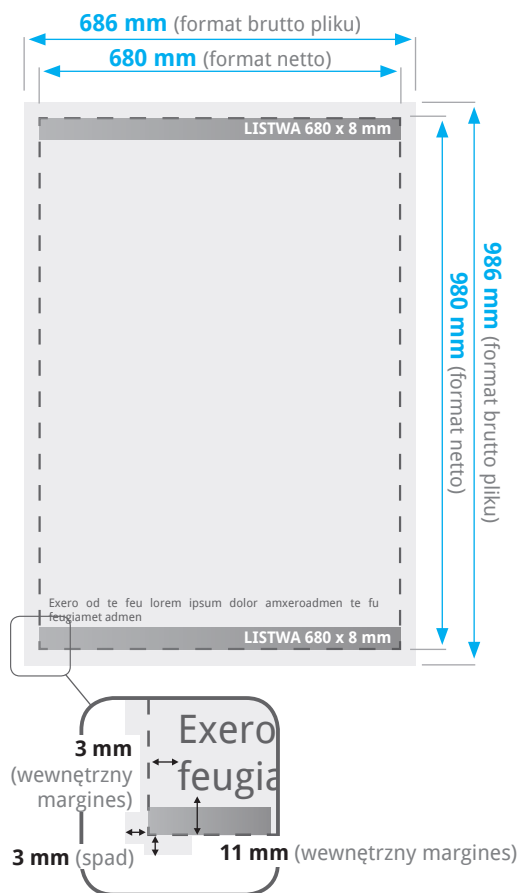 686 mm (format brutto pliku)
680 mm (format netto)
LISTWA 680 x 8 mm
986 mm (format brutto pliku)
980 mm (format netto)
Exero od te feu lorem ipsum dolor amxeroadmen te fu
feugiamet admen
LISTWA 680 x 8 mm
Exero
feugia
3 mm
(wewnętrzny
margines)
3 mm (spad)
11 mm (wewnętrzny margines)